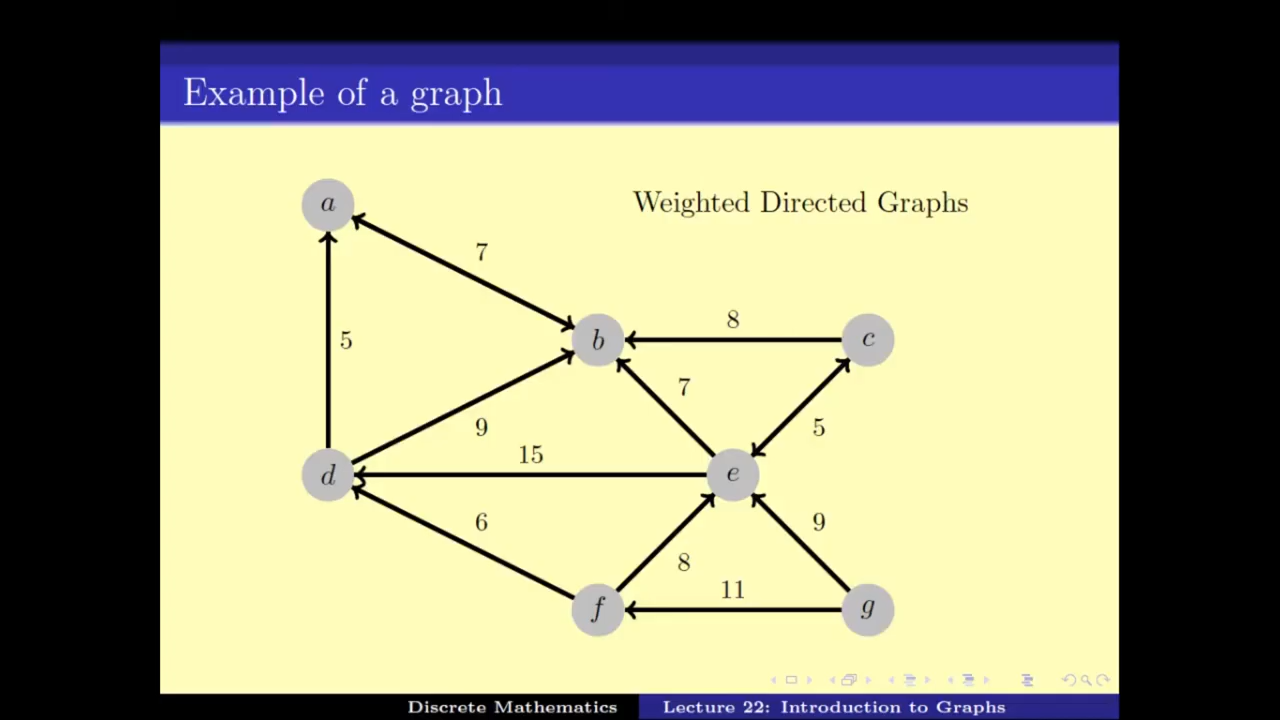 Example of a graph
a
Weighted Directed Graphs
7
8
5
b
c
7
9
5
15
d
e
6
9
8
11
f
g
Discrete Mathematics
Lecture 22: Introduction to Graphs